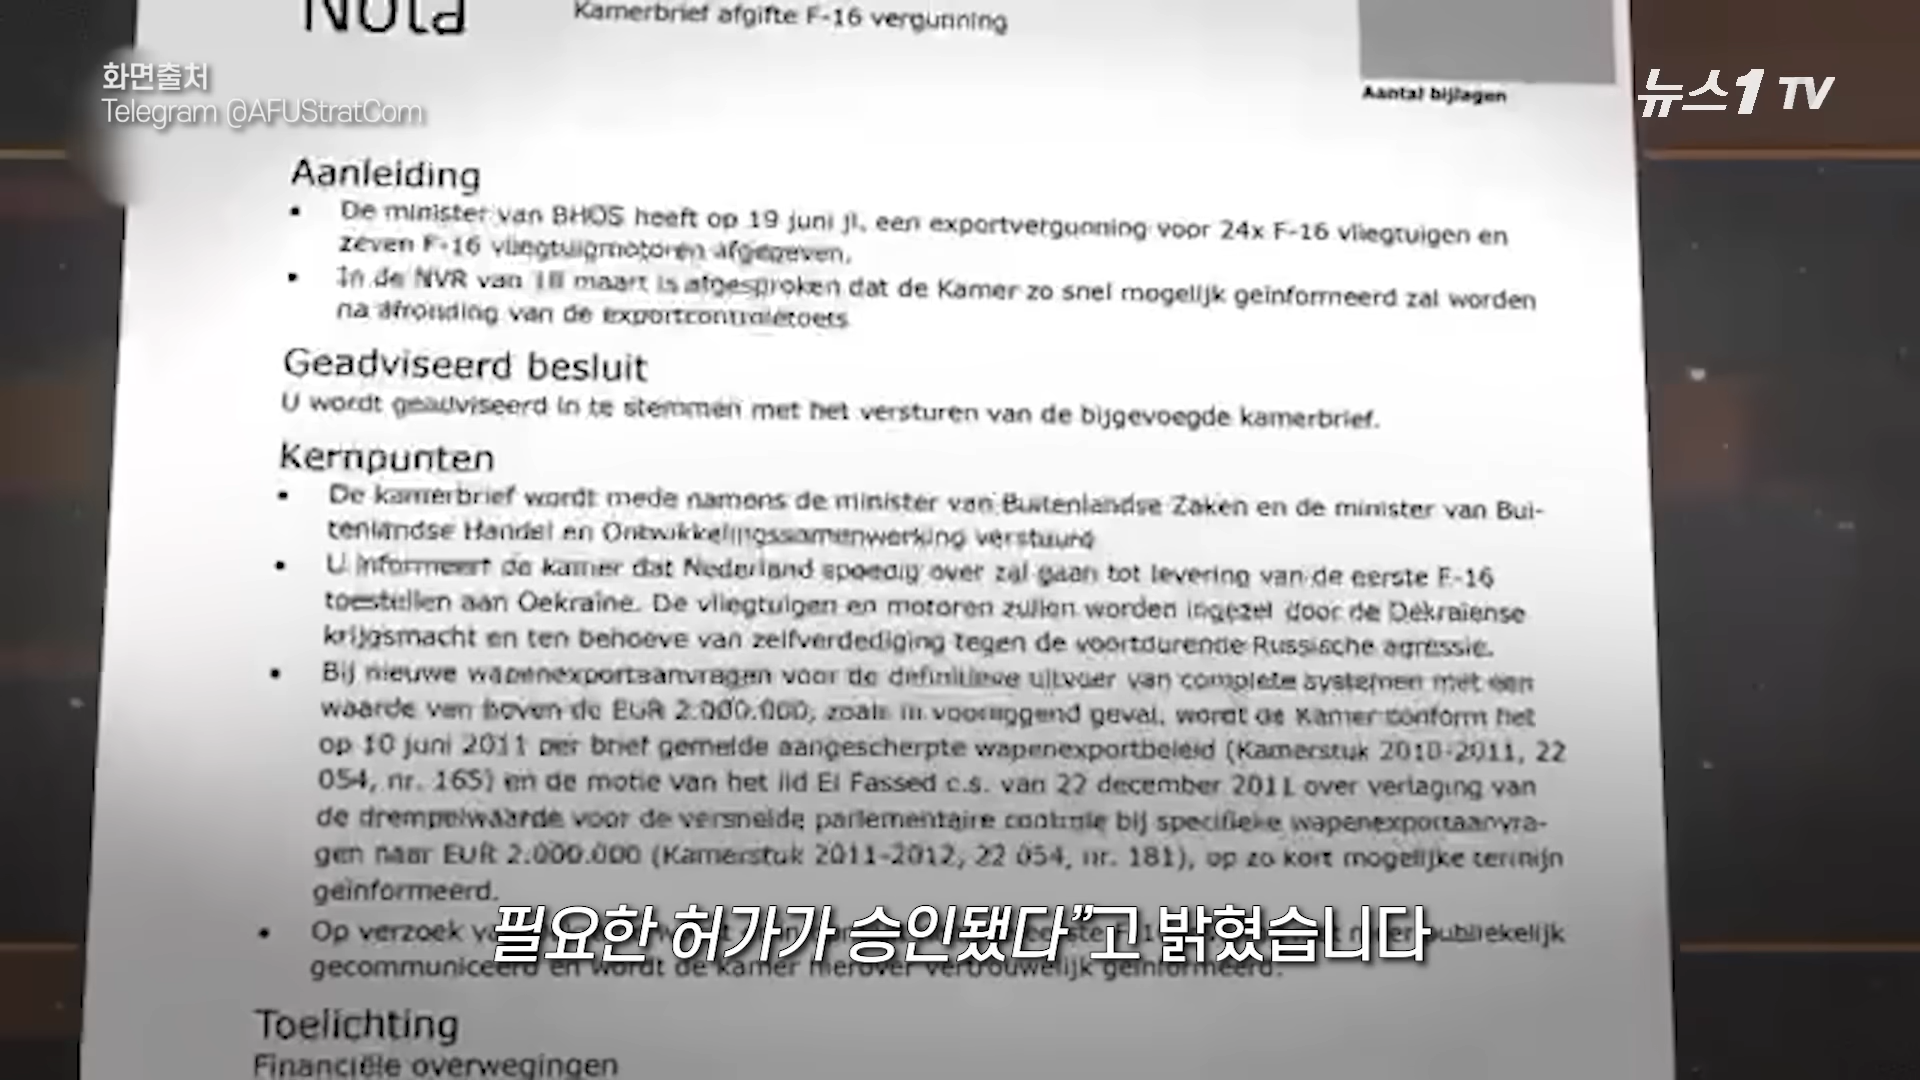 Nota
Kamerbrief afgifte F-16 vergunning
화면출처
Telegram @AFUStratCom
뉴스1 TV
Aantal bijlagen
Aanleiding
• De minister van BHOS heeft op 19 juni jl. een exportvergunning voor 24x F-16 vliegtuigen en
zeven F-16 vliegtuigmotoren afgegeven.
• In de NVR van maart is afgesproken dat de Kamer zo snel mogelijk geïnformeerd zal worden
na afronding van de exportcontroletoets
Geadviseerd besluit
U wordt geadviseerd in te stemmen met het versturen van de bijgevoegde kamerbrief.
Kernpunten
• De kamerbrief wordt mede namens de minister van Buitenlandse Zaken en de minister van Bui-
tenlandse Handel en Ontwikkelingssamenwerking verstuurd
• U informeert de kamer dat Nederland spoedig over zal gaan tot levering van de eerste F-16
toestellen aan Oekraïne. De vliegtuigen en motoren zullen worden ingezet door de Oekraïense
krijgsmacht en ten behoeve van zelfverdediging tegen de voortdurende Russische agressie.
• Bij nieuwe wapenexportaanvragen voor de definitieve uitvoer van complete systemen met een
waarde van boven de EUR 2.000.000, zoals in voorliggend geval, wordt de Kamer conform het
op 10 juni 2011 per brief gemelde aangescherpte wapenexportbeleid (Kamerstuk 2010-2011, 22
054, nr. 165) en de motie van het lid El Fassed c.s. van 22 december 2011 over verlaging van
de drempelwaarde voor de versnelde parlementaire controle bij specifieke wapenexportaanvra-
gen naar EUR 2.000.000 (Kamerstuk 2011-2012, 22 054, nr. 181), op zo kort mogelijke termijn
geïnformeerd.
• Op verzoek publiekelijk
gecommuniceerd en wordt de kamer hierover vertrouwelijk geïnformeerd.
필요한 허가가 승인됐다”고 밝혔습니다
Toelichting
Financiële overwegingen